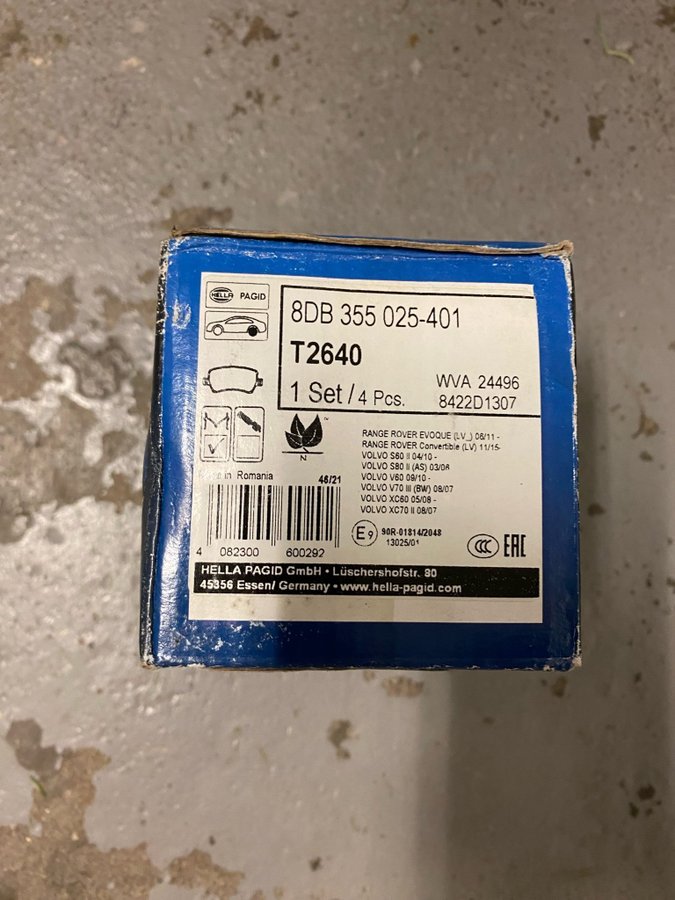 HELLA PAGID
8DB 355 025-401
T2640
1 Set / 4 Pcs.
WVA 24496
8422D1307
RANGE ROVER EVOQUE (LV_) 06/11 -
RANGE ROVER Convertible (LV) 11/15-
VOLVO S60 II 04/10 -
VOLVO S80 II (AS) 03/06
VOLVO V60 09/10 -
VOLVO V70 III (BW) 08/07
VOLVO XC60 05/08 -
VOLVO XC70 II 08/07
TM
N
in Romania
46/21
E9
90R-01814/2048
13025/01
CCC
EAC
4 082300 600292
HELLA PAGID GmbH • Lüschershofstr. 80
45356 Essen/ Germany • www.hella-pagid.com